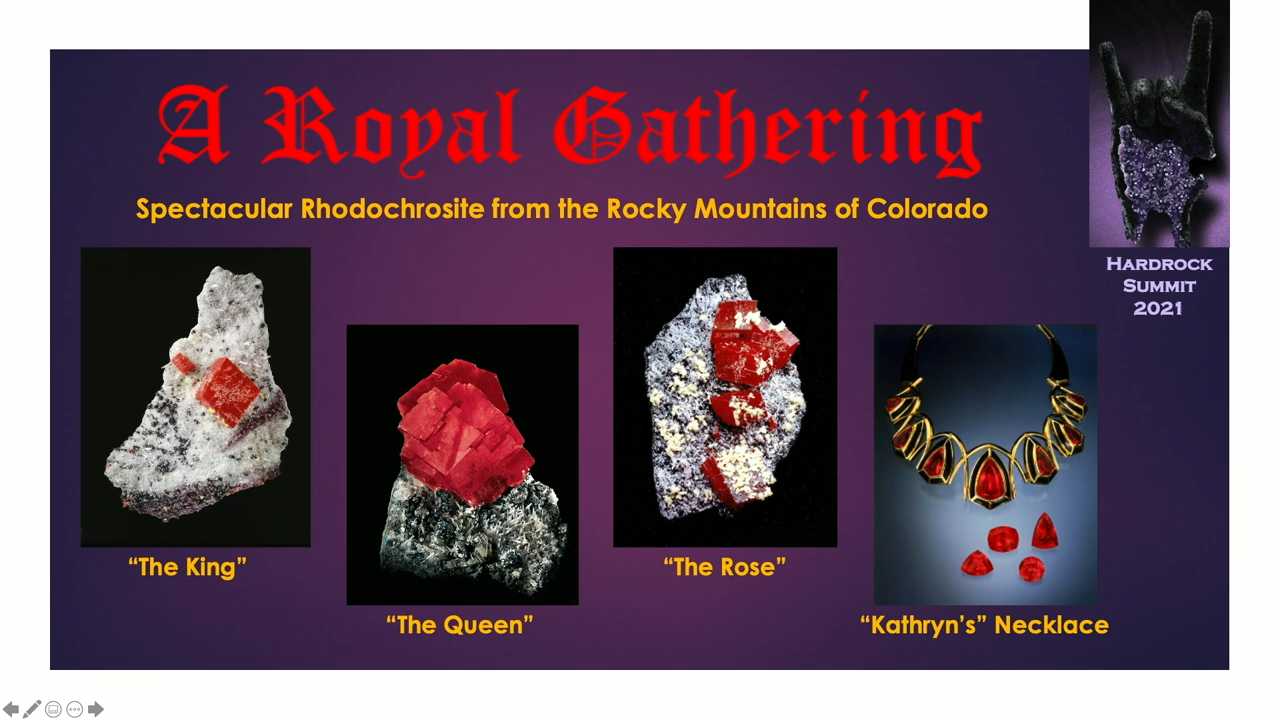 A Royal Gathering
Spectacular Rhodochrosite from the Rocky Mountains of Colorado
Hardrock
Summit
2021
“The King”
“The Queen”
“The Rose”
“Kathryn’s” Necklace